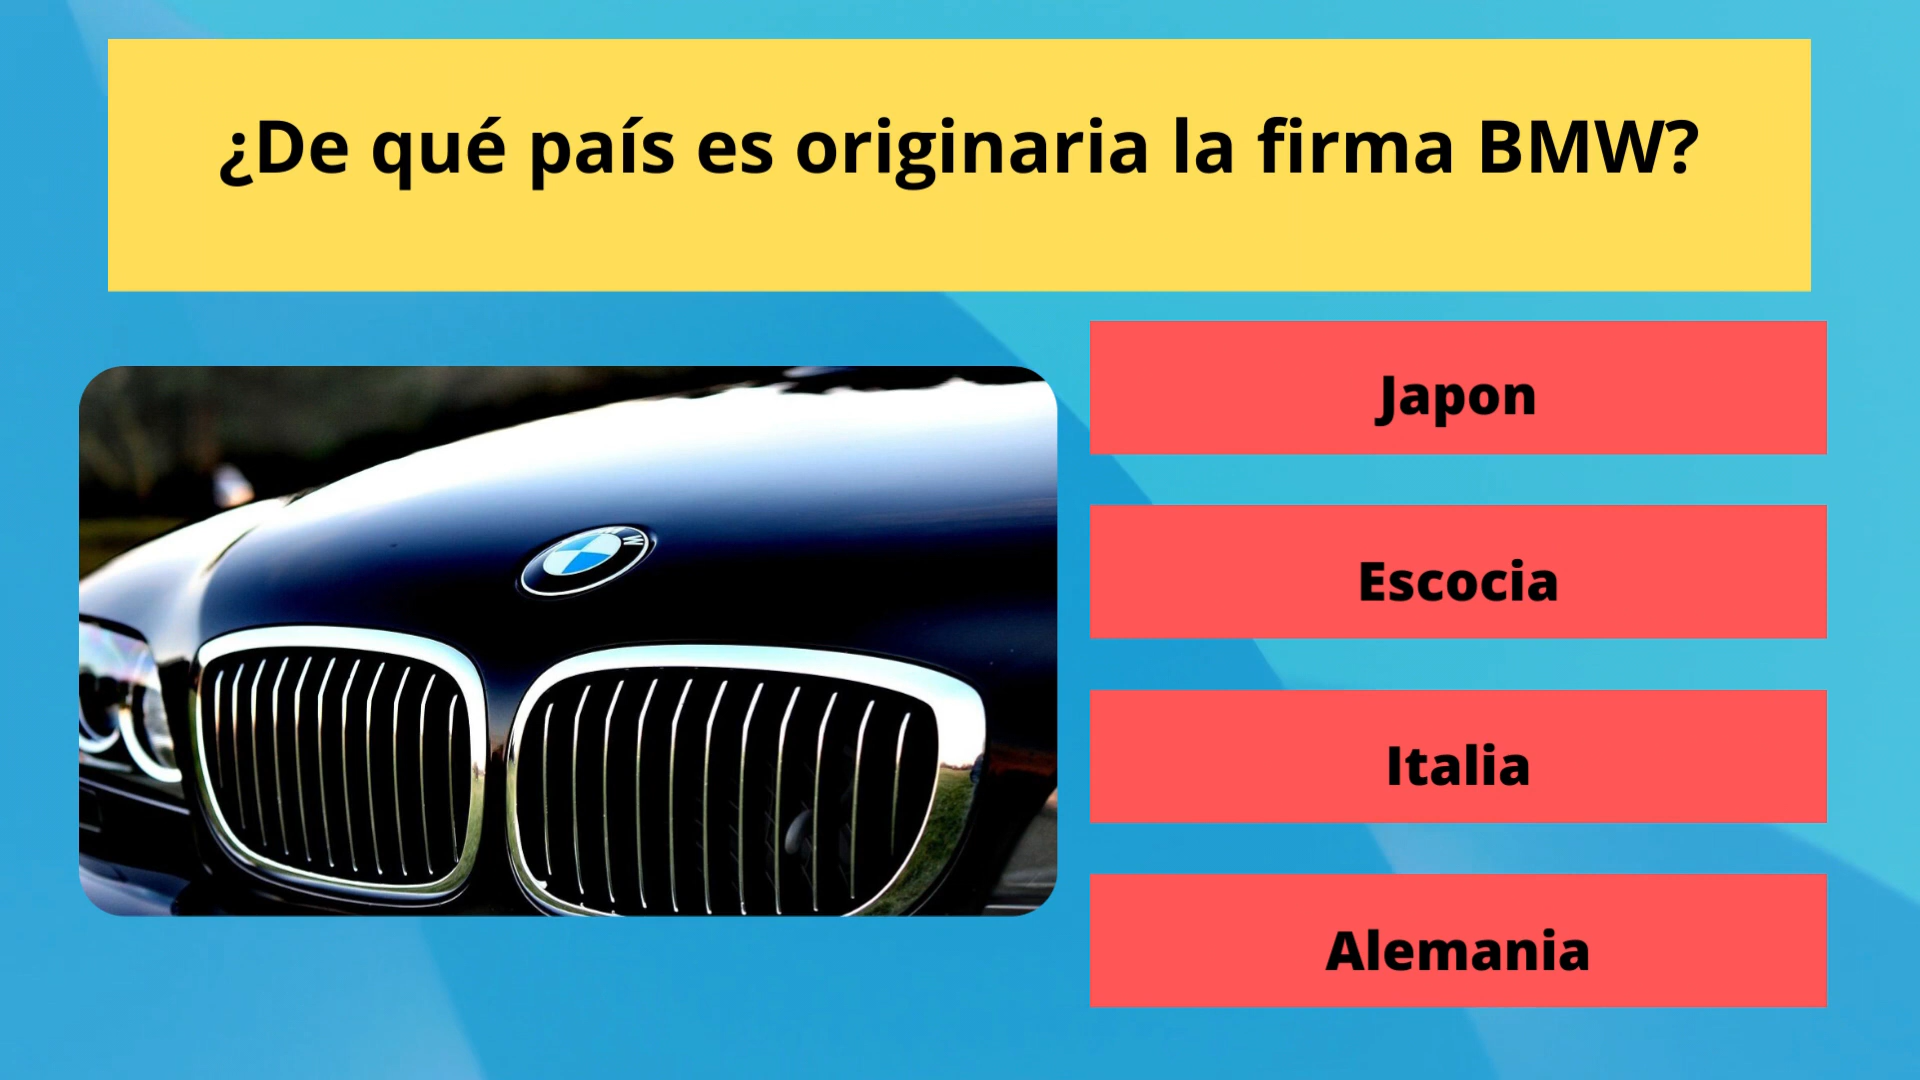 ¿De qué país es originaria la firma BMW?
Japon
Escocia
Italia
Alemania